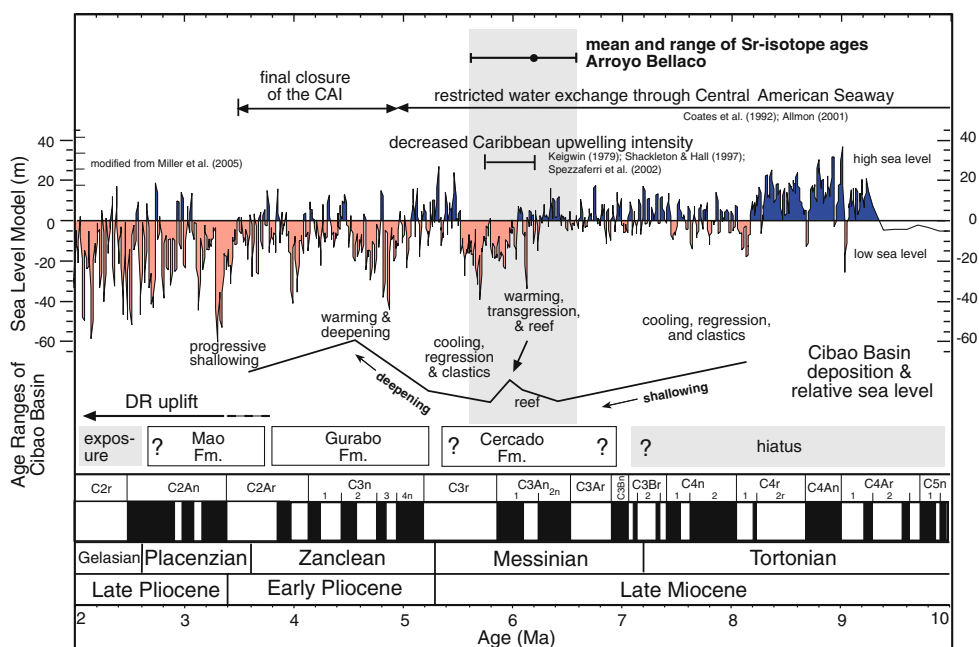 mean and range of Sr-isotope ages
Arroyo Bellaco
final closure
of the CAI
restricted water exchange through Central American Seaway
Coates et al. (1992); Allmon (2001)
decreased Caribbean upwelling intensity
Keigwin (1979); Shackleton & Hall (1997);
Spezzaferri et al. (2002)
modified from Miller et al. (2005)
high sea level
low sea level
Sea Level Model (m)
40
20
0
-20
-40
-60
40
20
0
-20
-40
-60
warming,
transgression,
& reef
warming &
deepening
progressive
shallowing
cooling,
regression
& clastics
cooling, regression,
and clastics
deepening
reef
shallowing
Cibao Basin
deposition &
relative sea level
Age Ranges of
Cibao Basin
DR uplift
expos-
ure
? Mao
Fm.
Gurabo
Fm.
? Cercado ?
Fm.
? hiatus
C2r C2An C2Ar C3n C3r C3An C3Ar C3Bn C3Br C4n C4r C4An C4Ar C5n
1 2 3 4n 1 2n 2 1 2 1 2r 1 2 1
Gelasian Placenzian Zanclean Messinian Tortonian
Late Pliocene Early Pliocene Late Miocene
2 3 4 5 6 7 8 9 10
Age (Ma)